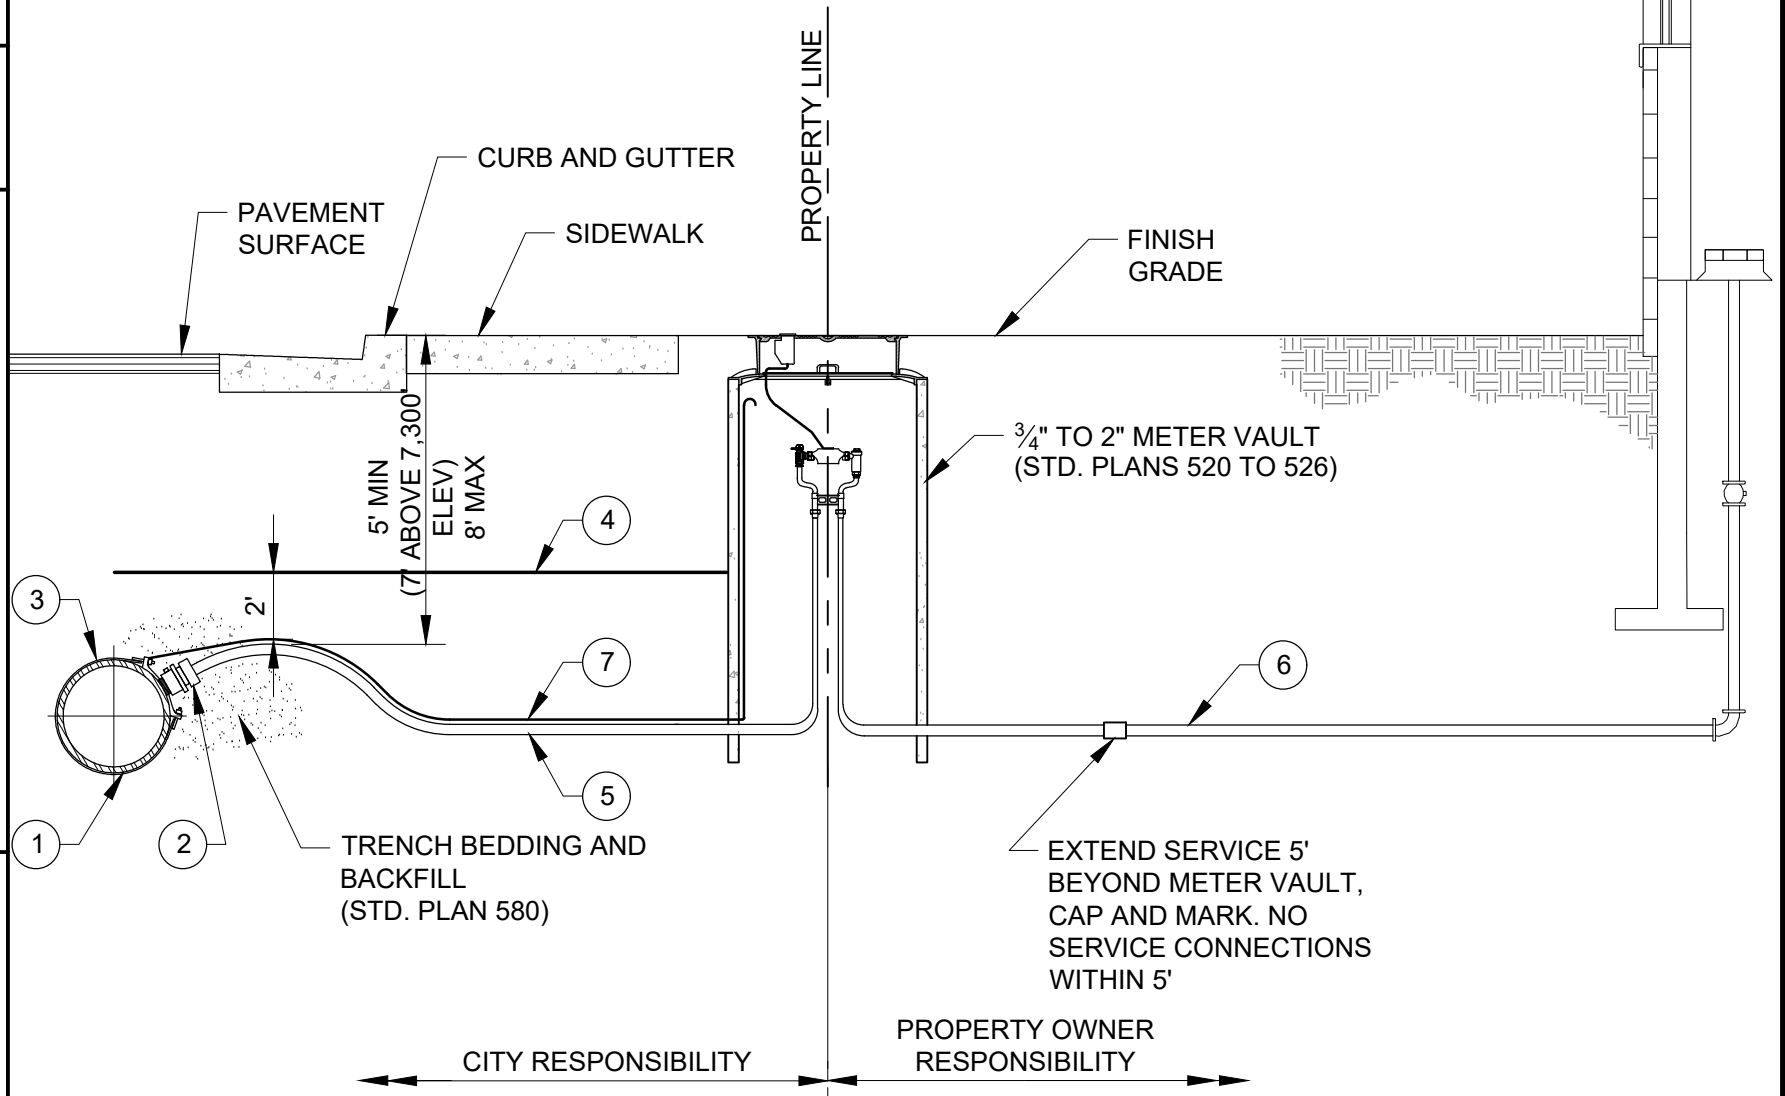 PROPERTY LINE
CURB AND GUTTER
PAVEMENT
SURFACE
SIDEWALK
FINISH
GRADE
5' MIN
(7' ABOVE 7,300'
ELEV)
8' MAX
3/4" TO 2" METER VAULT
(STD. PLANS 520 TO 526)
4
3
2'
7
6
5
1
2
TRENCH BEDDING AND
BACKFILL
(STD. PLAN 580)
EXTEND SERVICE 5'
BEYOND METER VAULT,
CAP AND MARK. NO
SERVICE CONNECTIONS
WITHIN 5'
CITY RESPONSIBILITY
PROPERTY OWNER
RESPONSIBILITY